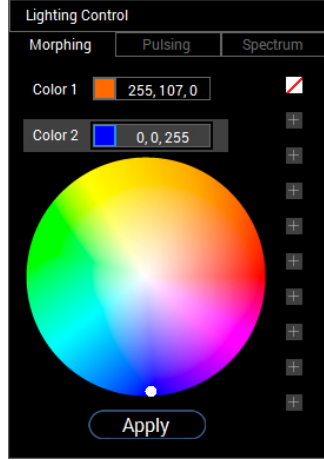 Lighting Control
Morphing Pulsing Spectrum
Color 1 255, 107, 0
Color 2 0, 0, 255
Apply